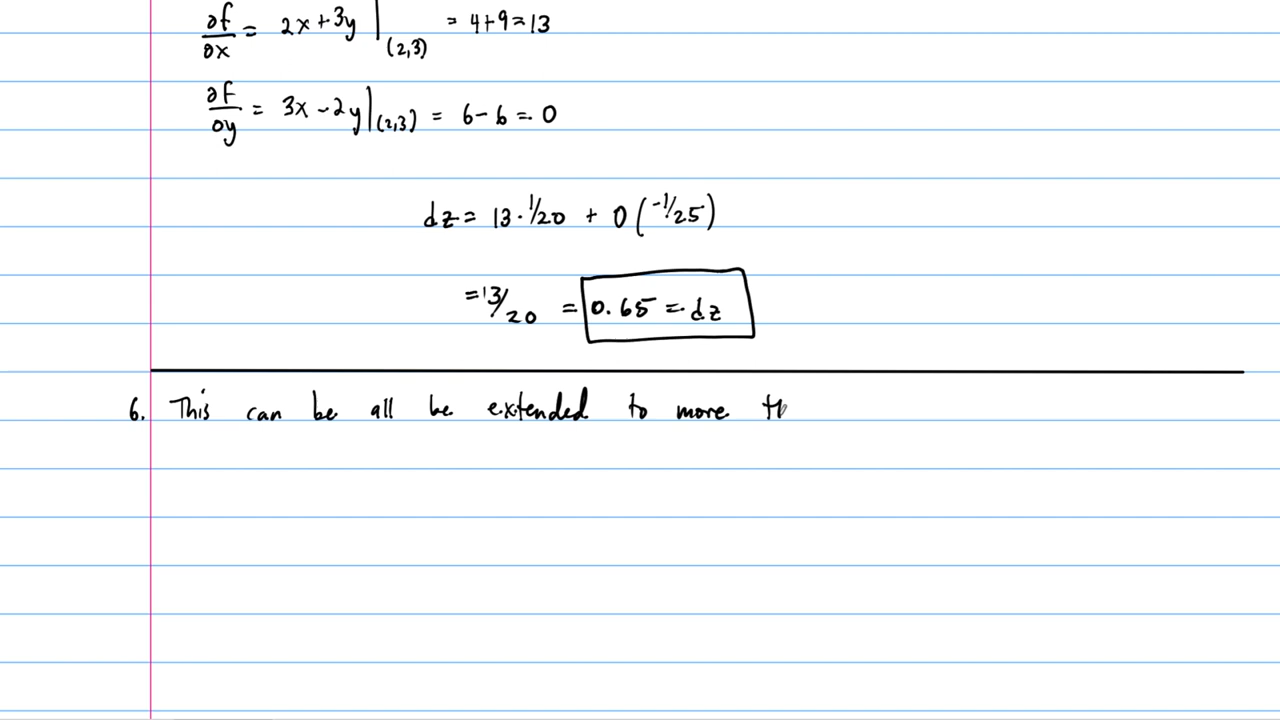 ∂f/∂x = 2x+3y |(2,3) = 4+9=13
∂f/∂y = 3x-2y |(2,3) = 6-6=0
dz= 13·1/20 + 0(-1/25)
=13/20 = 0.65 = dz
6. This can be all be extended to more th